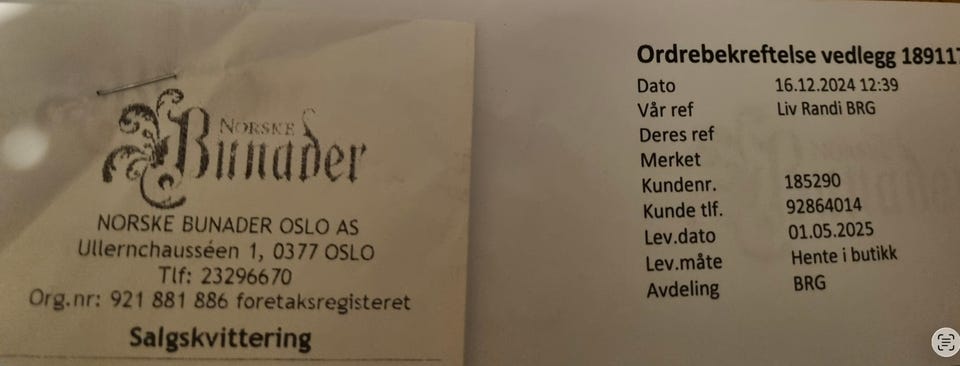 NORSKE
Bunader
NORSKE BUNADER OSLO AS
Ullernchausséen 1, 0377 OSLO
Tlf: 23296670
Org.nr: 921 881 886 foretaksregisteret
Salgskvittering
Ordrebekreftelse vedlegg 189117
Dato 16.12.2024 12:39
Vår ref Liv Randi BRG
Deres ref
Merket
Kundenr. 185290
Kunde tlf. 92864014
Lev.dato 01.05.2025
Lev.måte Hente i butikk
Avdeling BRG